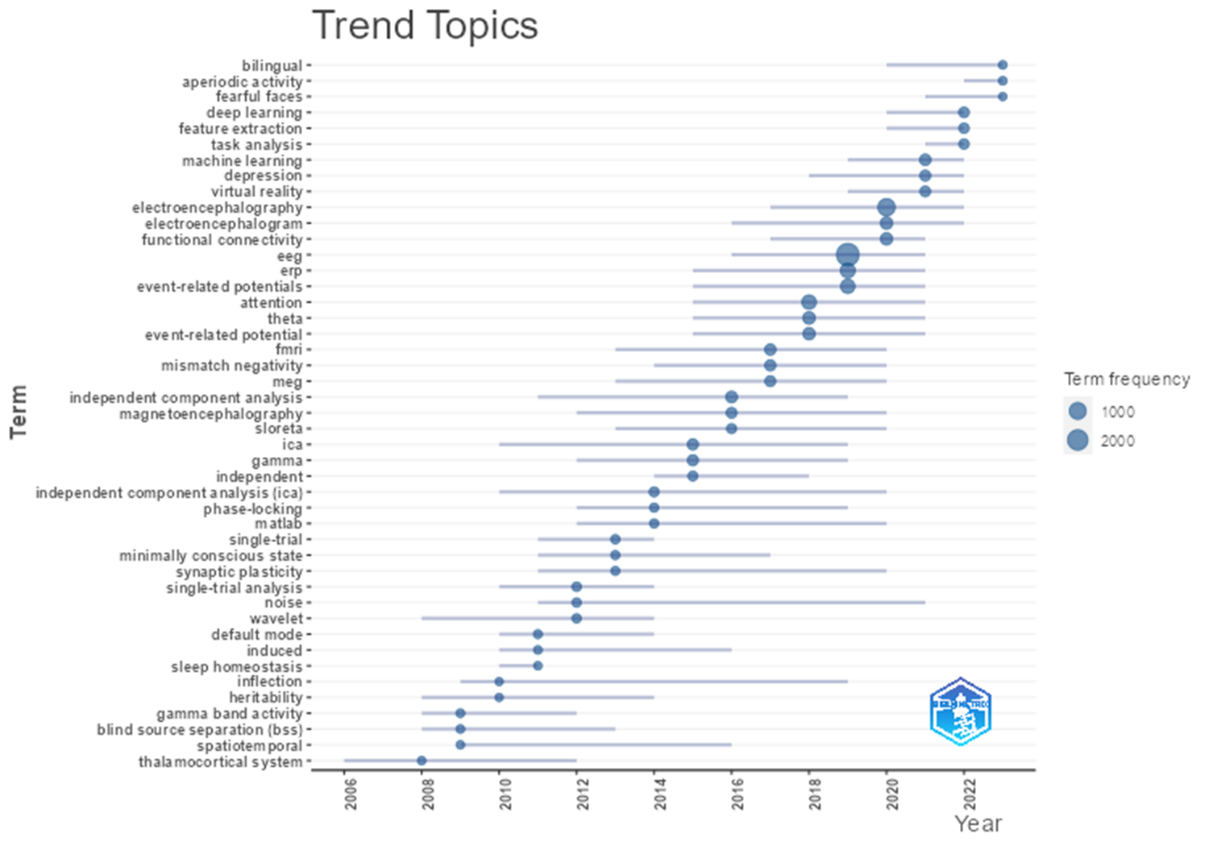 Trend Topics
bilingual
aperiodic activity
fearful faces
deep learning
feature extraction
task analysis
machine learning
depression
virtual reality
electroencephalography
electroencephalogram
functional connectivity
eeg
erp
event-related potentials
attention
theta
event-related potential
fmri
mismatch negativity
meg
independent component analysis
magnetoencephalography
sloreta
ica
gamma
independent
independent component analysis (ica)
phase-locking
matlab
single-trial
minimally conscious state
synaptic plasticity
single-trial analysis
noise
wavelet
default mode
induced
sleep homeostasis
inflection
heritability
gamma band activity
blind source separation (bss)
spatiotemporal
thalamocortical system
Term
2006 2008 2010 2012 2014 2016 2018 2020 2022
Year
Term frequency
1000
2000